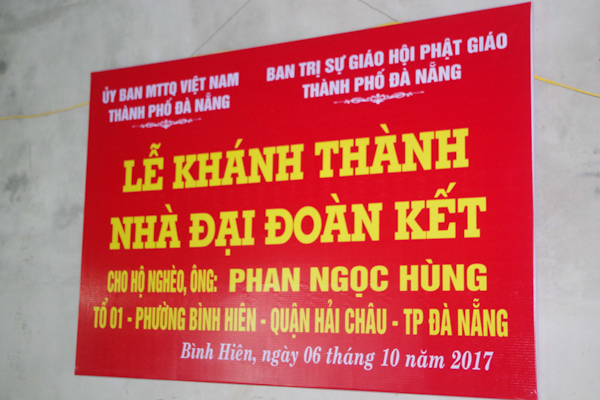 ỦY BAN MTTQ VIỆT NAM
THÀNH PHỐ ĐÀ NẴNG
BAN TRỊ SỰ GIÁO HỘI PHẬT GIÁO
THÀNH PHỐ ĐÀ NẴNG
LỄ KHÁNH THÀNH
NHÀ ĐẠI ĐOÀN KẾT
CHO HỘ NGHÈO, ÔNG: PHAN NGỌC HÙNG
TỔ 01 - PHƯỜNG BÌNH HIÊN - QUẬN HẢI CHÂU - TP ĐÀ NẴNG
Bình Hiên, ngày 06 tháng 10 năm 2017